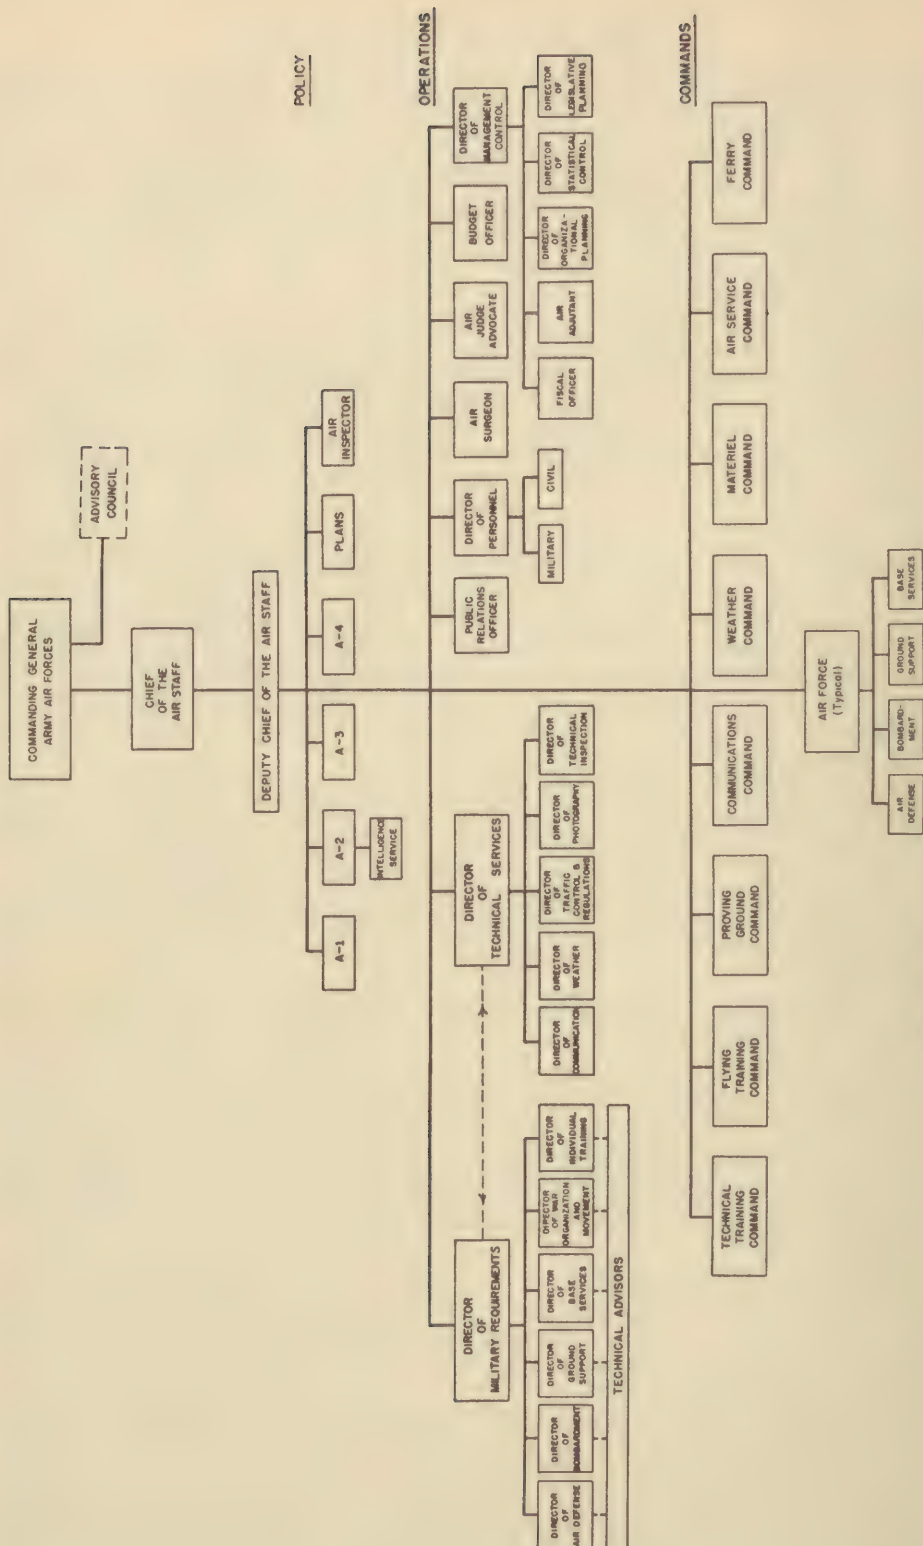 COMMANDING GENERAL
ARMY AIR FORCES
ADVISORY
COUNCIL
CHIEF
OF THE
AIR STAFF
DEPUTY CHIEF OF THE AIR STAFF
POLICY
A-1
A-2
INTELLIGENCE
SERVICE
A-3
A-4
PLANS
AIR
INSPECTOR
OPERATIONS
DIRECTOR
OF
MILITARY REQUIREMENTS
DIRECTOR
OF
TECHNICAL SERVICES
PUBLIC
RELATIONS
OFFICER
DIRECTOR
OF
PERSONNEL
AIR
SURGEON
AIR
JUDGE
ADVOCATE
BUDGET
OFFICER
DIRECTOR
OF
MANAGEMENT
CONTROL
DIRECTOR
OF
AIR DEFENSE
DIRECTOR
OF
BOMBARDMENT
DIRECTOR
OF
GROUND
SUPPORT
DIRECTOR
OF
BASE
SERVICES
DIRECTOR
OF WAR
ORGANIZATION
AND
MOVEMENT
DIRECTOR
OF
INDIVIDUAL
TRAINING
TECHNICAL ADVISORS
DIRECTOR
OF
COMMUNICATION
DIRECTOR
OF
WEATHER
DIRECTOR
OF
TRAFFIC
CONTROL &
REGULATIONS
DIRECTOR
OF
PHOTOGRAPHY
DIRECTOR
OF
TECHNICAL
INSPECTION
MILITARY
CIVIL
FISCAL
OFFICER
AIR
ADJUTANT
DIRECTOR
OF
ORGANIZA-
TIONAL
PLANNING
DIRECTOR
OF
STATISTICAL
CONTROL
DIRECTOR
OF
LEGISLATIVE
PLANNING
COMMANDS
TECHNICAL
TRAINING
COMMAND
FLYING
TRAINING
COMMAND
PROVING
GROUND
COMMAND
COMMUNICATIONS
COMMAND
WEATHER
COMMAND
MATERIEL
COMMAND
AIR SERVICE
COMMAND
FERRY
COMMAND
AIR FORCE
(Typical)
AIR
DEFENSE
BOMBARD-
MENT
GROUND
SUPPORT
BASE
SERVICES